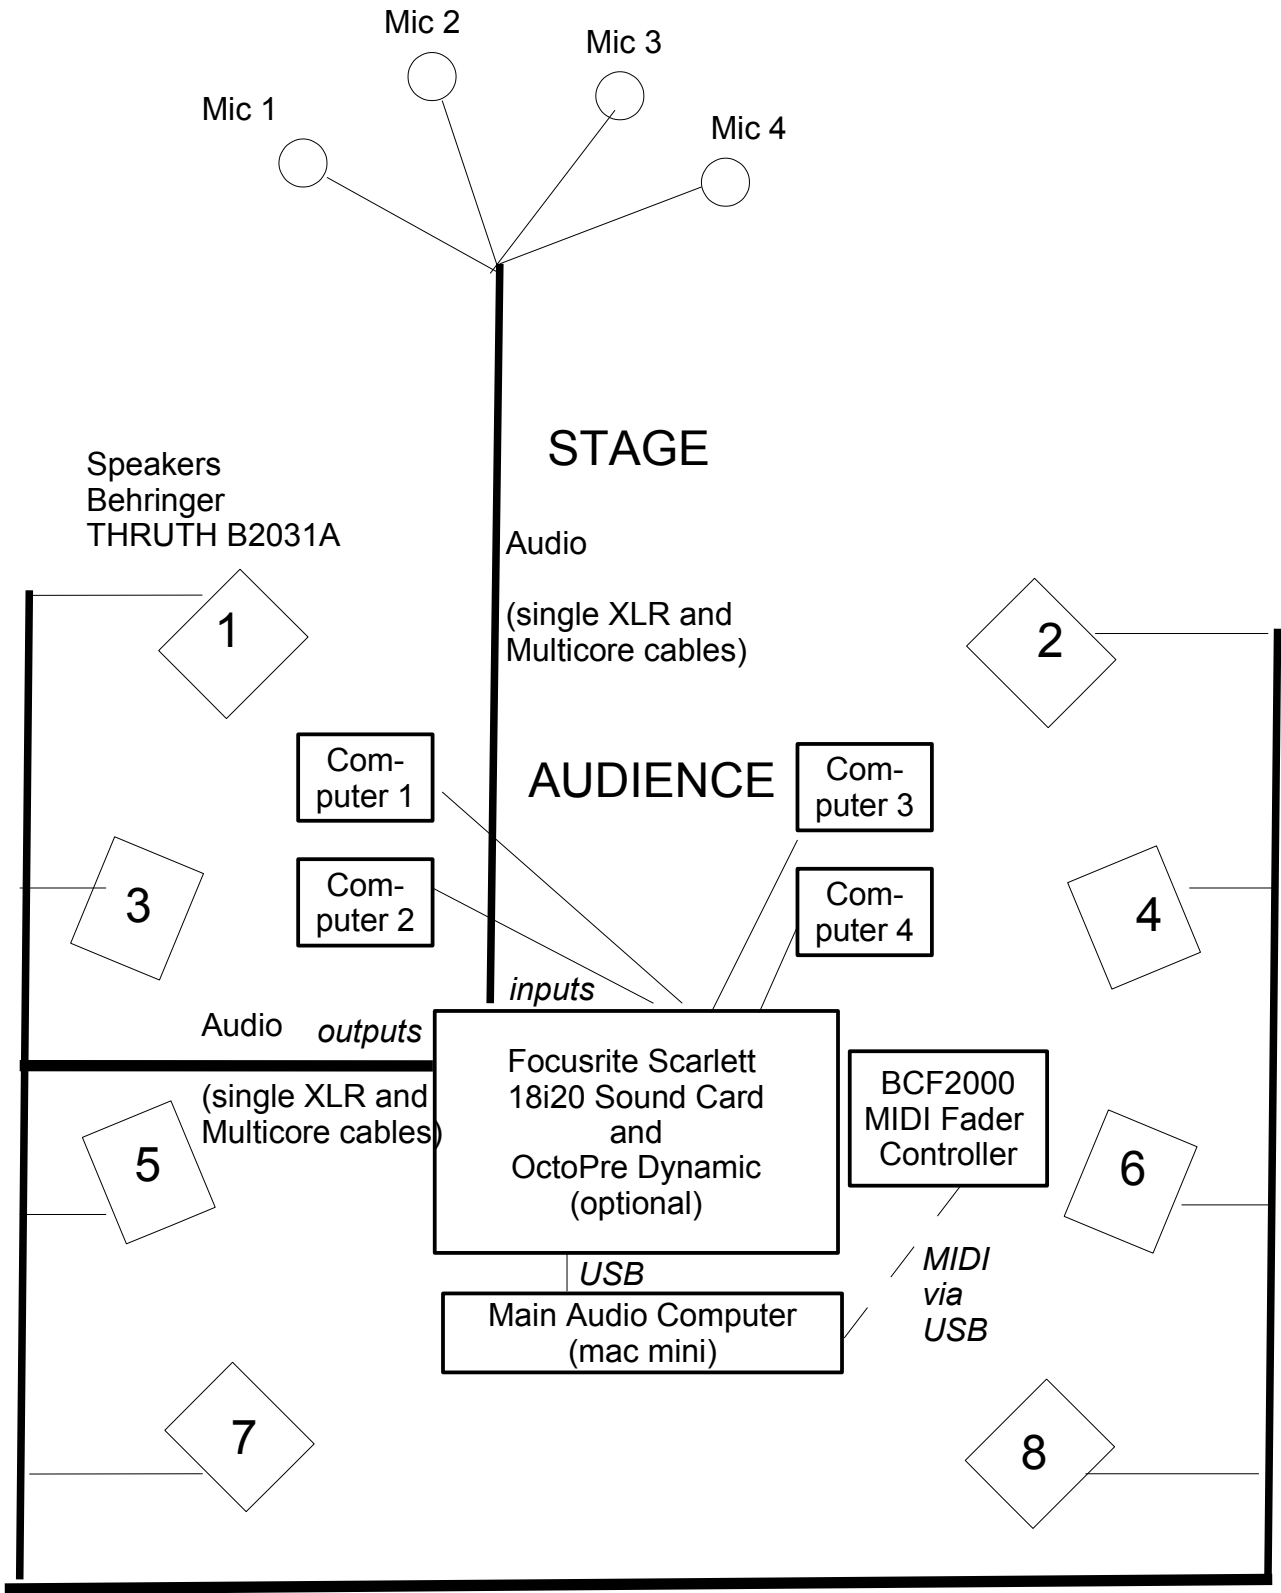 Mic 2
Mic 3
Mic 1
Mic 4
STAGE
Speakers
Behringer
THRUTH B2031A
Audio
(single XLR and
Multicore cables)
1
2
AUDIENCE
Com-
puter 1
Com-
puter 3
Com-
puter 2
Com-
puter 4
3
4
inputs
Audio
outputs
(single XLR and
Multicore cables)
Focusrite Scarlett
18i20 Sound Card
and
OctoPre Dynamic
(optional)
BCF2000
MIDI Fader
Controller
5
6
USB
MIDI
via
USB
Main Audio Computer
(mac mini)
7
8